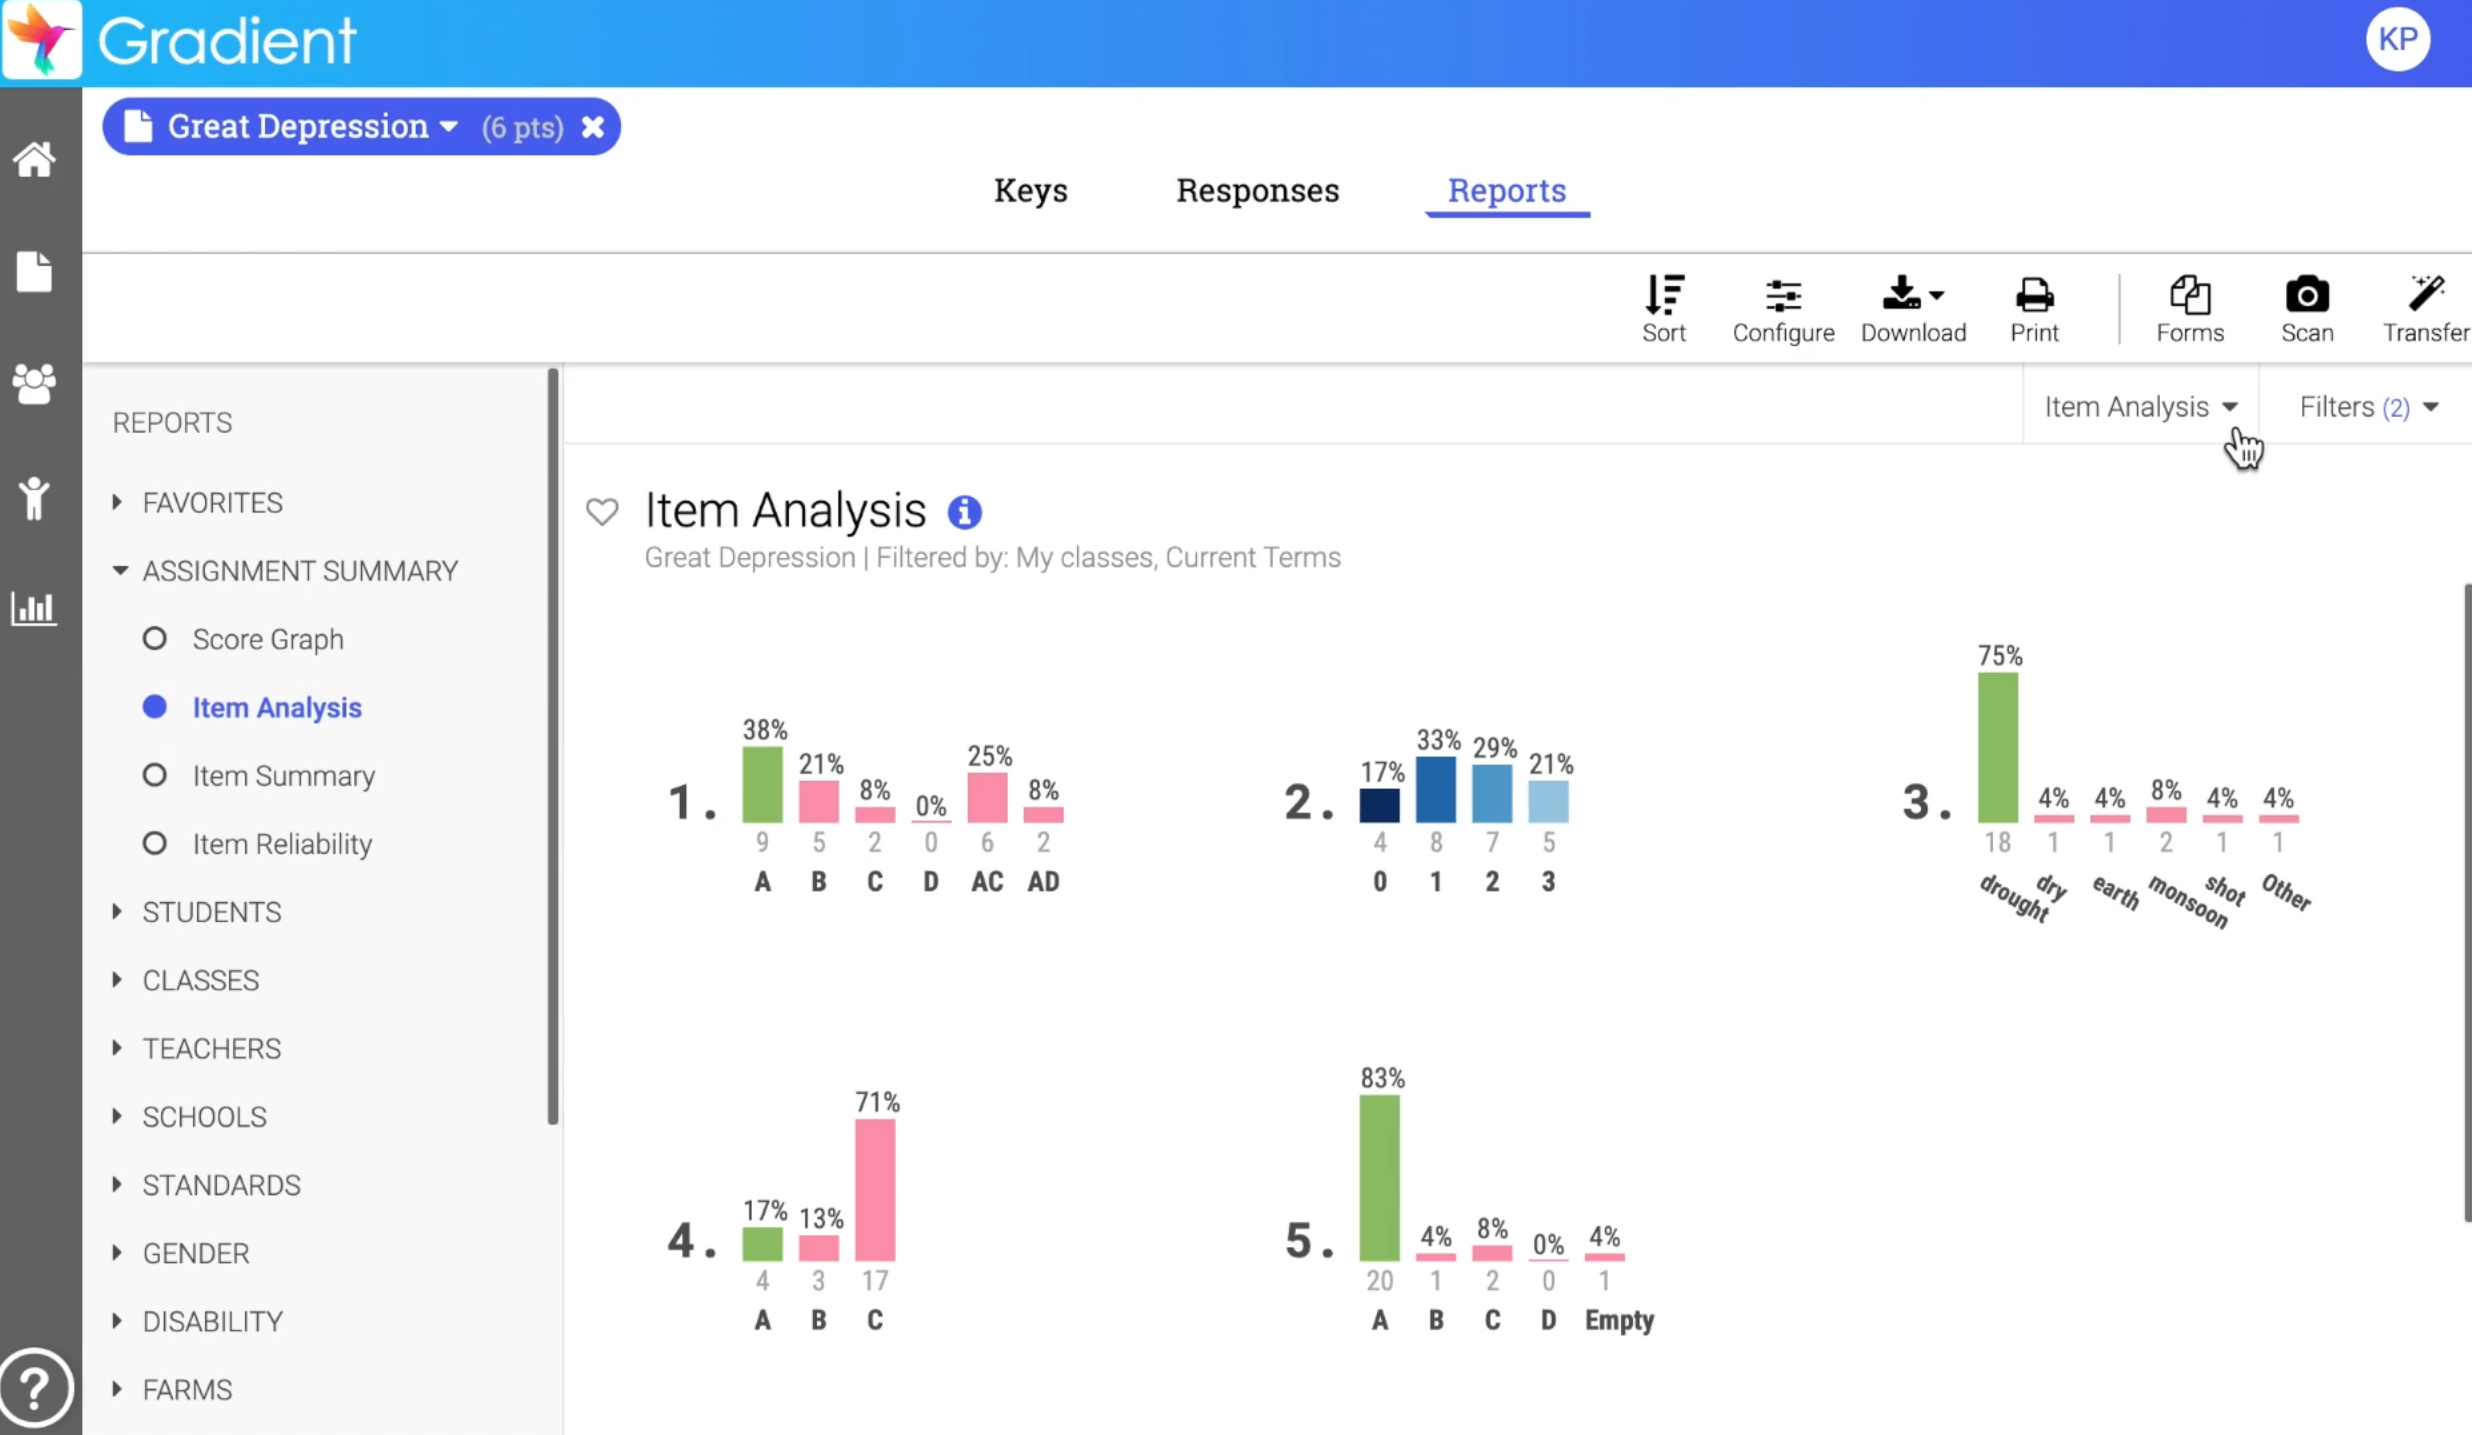 Gradient
KP
Great Depression (6 pts)
Keys Responses Reports
Sort Configure Download Print Forms Scan Transfer
Item Analysis Filters (2)
REPORTS
FAVORITES
ASSIGNMENT SUMMARY
Score Graph
Item Analysis
Item Summary
Item Reliability
STUDENTS
CLASSES
TEACHERS
SCHOOLS
STANDARDS
GENDER
DISABILITY
FARMS
?
Item Analysis i
Great Depression | Filtered by: My classes, Current Terms
1.
38% 21% 8% 0% 25% 8%
9 5 2 0 6 2
A B C D AC AD
2.
17% 33% 29% 21%
4 8 7 5
0 1 2 3
3.
75% 4% 4% 8% 4% 4%
18 1 1 2 1 1
drought dry earth monsoon shot Other
4.
17% 13% 71%
4 3 17
A B C
5.
83% 4% 8% 0% 4%
20 1 2 0 1
A B C D Empty